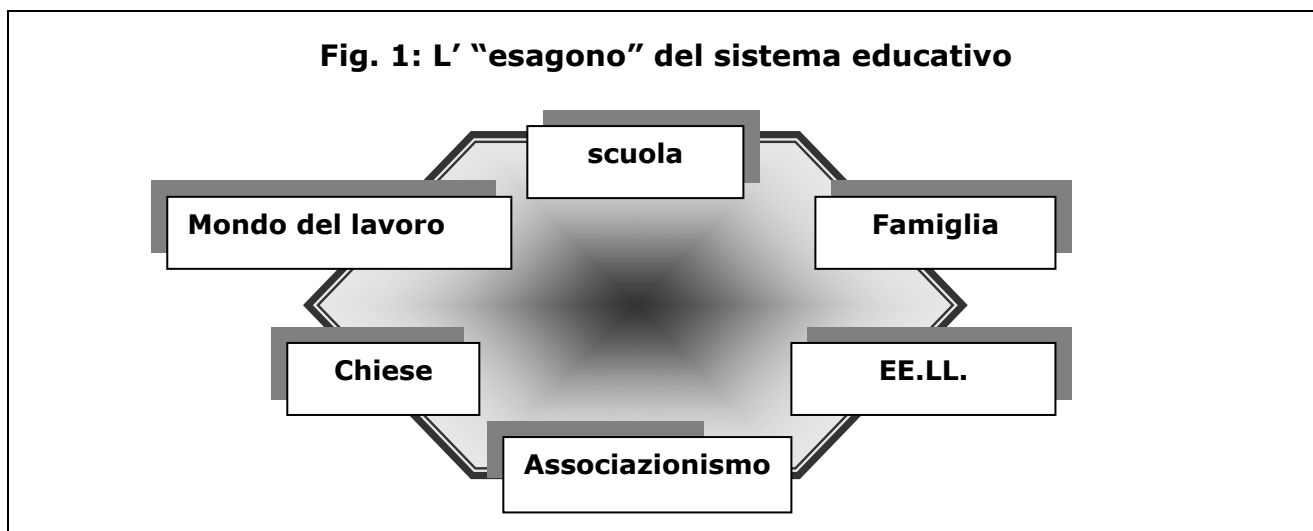 Fig. 1: L’ “esagono” del sistema educativo
scuola
Mondo del lavoro
Famiglia
Chiese
EE.LL.
Associazionismo